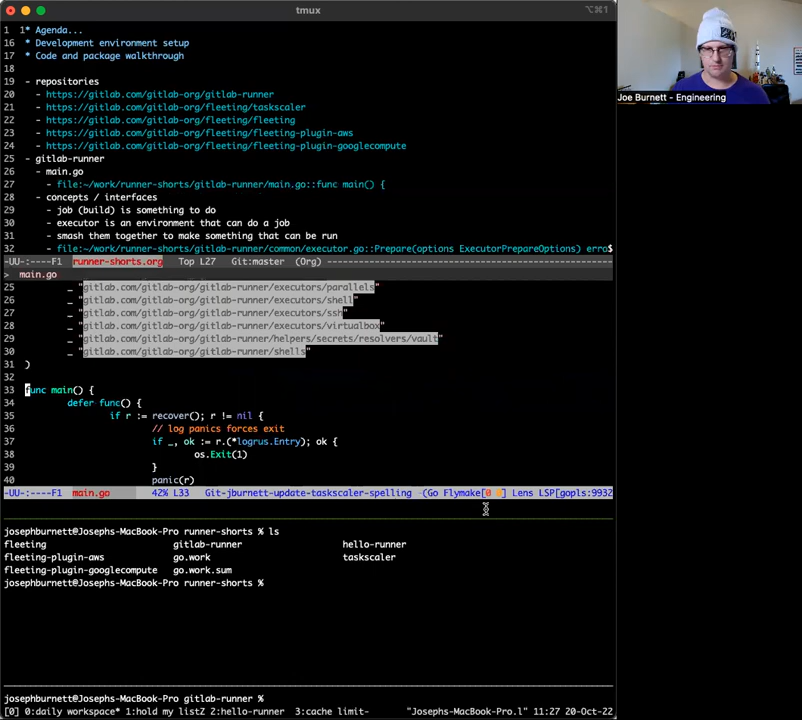 tmux
⌥⌘1
1 1* Agenda...
16 * Development environment setup
17 * Code and package walkthrough
18
19 - repositories
20 - https://gitlab.com/gitlab-org/gitlab-runner
21 - https://gitlab.com/gitlab-org/fleeting/taskscaler
22 - https://gitlab.com/gitlab-org/fleeting/fleeting
23 - https://gitlab.com/gitlab-org/fleeting/fleeting-plugin-aws
24 - https://gitlab.com/gitlab-org/fleeting/fleeting-plugin-googlecompute
25 - gitlab-runner
26 - main.go
27 - file:~/work/runner-shorts/gitlab-runner/main.go::func main() {
28 - concepts / interfaces
29 - job (build) is something to do
30 - executor is an environment that can do a job
31 - smash them together to make something that can be run
32 - file:~/work/runner-shorts/gitlab-runner/common/executor.go::Prepare(options ExecutorPrepareOptions) erro$
-UU-:----F1 runner-shorts.org Top L27 Git:master (Org) ------------------------------------------------
> main.go
25 _ "gitlab.com/gitlab-org/gitlab-runner/executors/parallels"
26 _ "gitlab.com/gitlab-org/gitlab-runner/executors/shell"
27 _ "gitlab.com/gitlab-org/gitlab-runner/executors/ssh"
28 _ "gitlab.com/gitlab-org/gitlab-runner/executors/virtualbox"
29 _ "gitlab.com/gitlab-org/gitlab-runner/helpers/secrets/resolvers/vault"
30 _ "gitlab.com/gitlab-org/gitlab-runner/shells"
31 )
32
33 func main() {
34 defer func() {
35 if r := recover(); r != nil {
36 // log panics forces exit
37 if _, ok := r.(*logrus.Entry); ok {
38 os.Exit(1)
39 }
40 panic(r)
-UU-:----F1 main.go 42% L33 Git-jburnett-update-taskscaler-spelling (Go Flymake[0 0] Lens LSP[gopls:9932
josephburnett@Josephs-MacBook-Pro runner-shorts % ls
fleeting gitlab-runner hello-runner
fleeting-plugin-aws go.work taskscaler
fleeting-plugin-googlecompute go.work.sum
josephburnett@Josephs-MacBook-Pro runner-shorts %
josephburnett@Josephs-MacBook-Pro gitlab-runner %
[0] 0:daily workspace* 1:hold my listZ 2:hello-runner 3:cache limit- "Josephs-MacBook-Pro.l" 11:27 20-Oct-22
Joe Burnett - Engineering